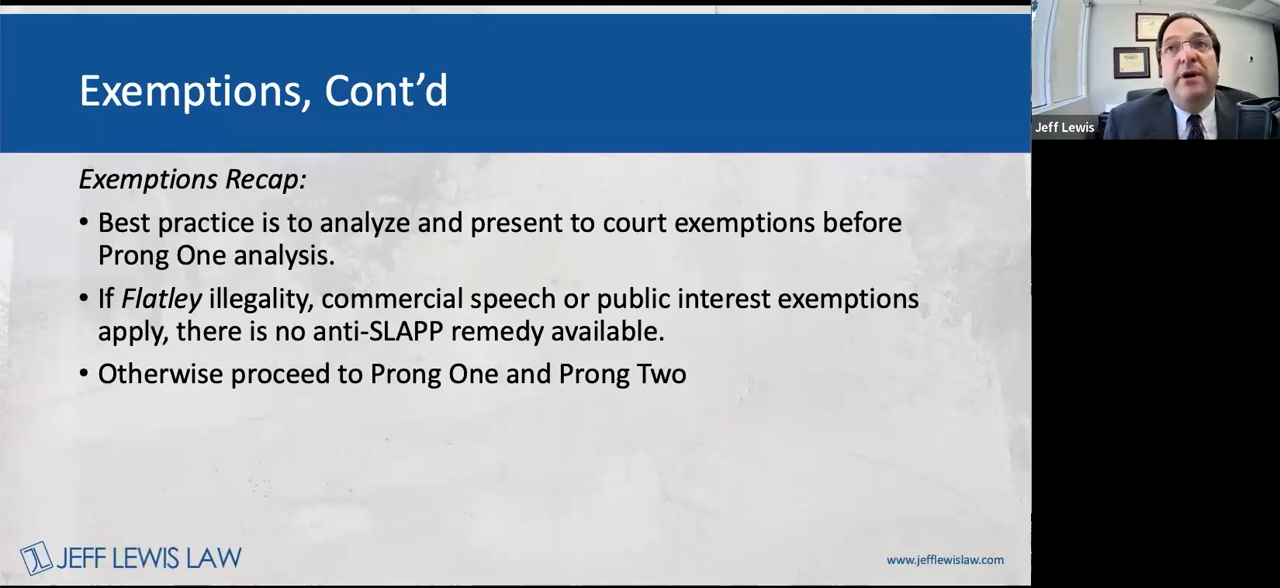 Exemptions, Cont’d
Jeff Lewis
Exemptions Recap:
• Best practice is to analyze and present to court exemptions before
Prong One analysis.
• If Flatley illegality, commercial speech or public interest exemptions
apply, there is no anti-SLAPP remedy available.
• Otherwise proceed to Prong One and Prong Two
JEFF LEWIS LAW
www.jefflewislaw.com